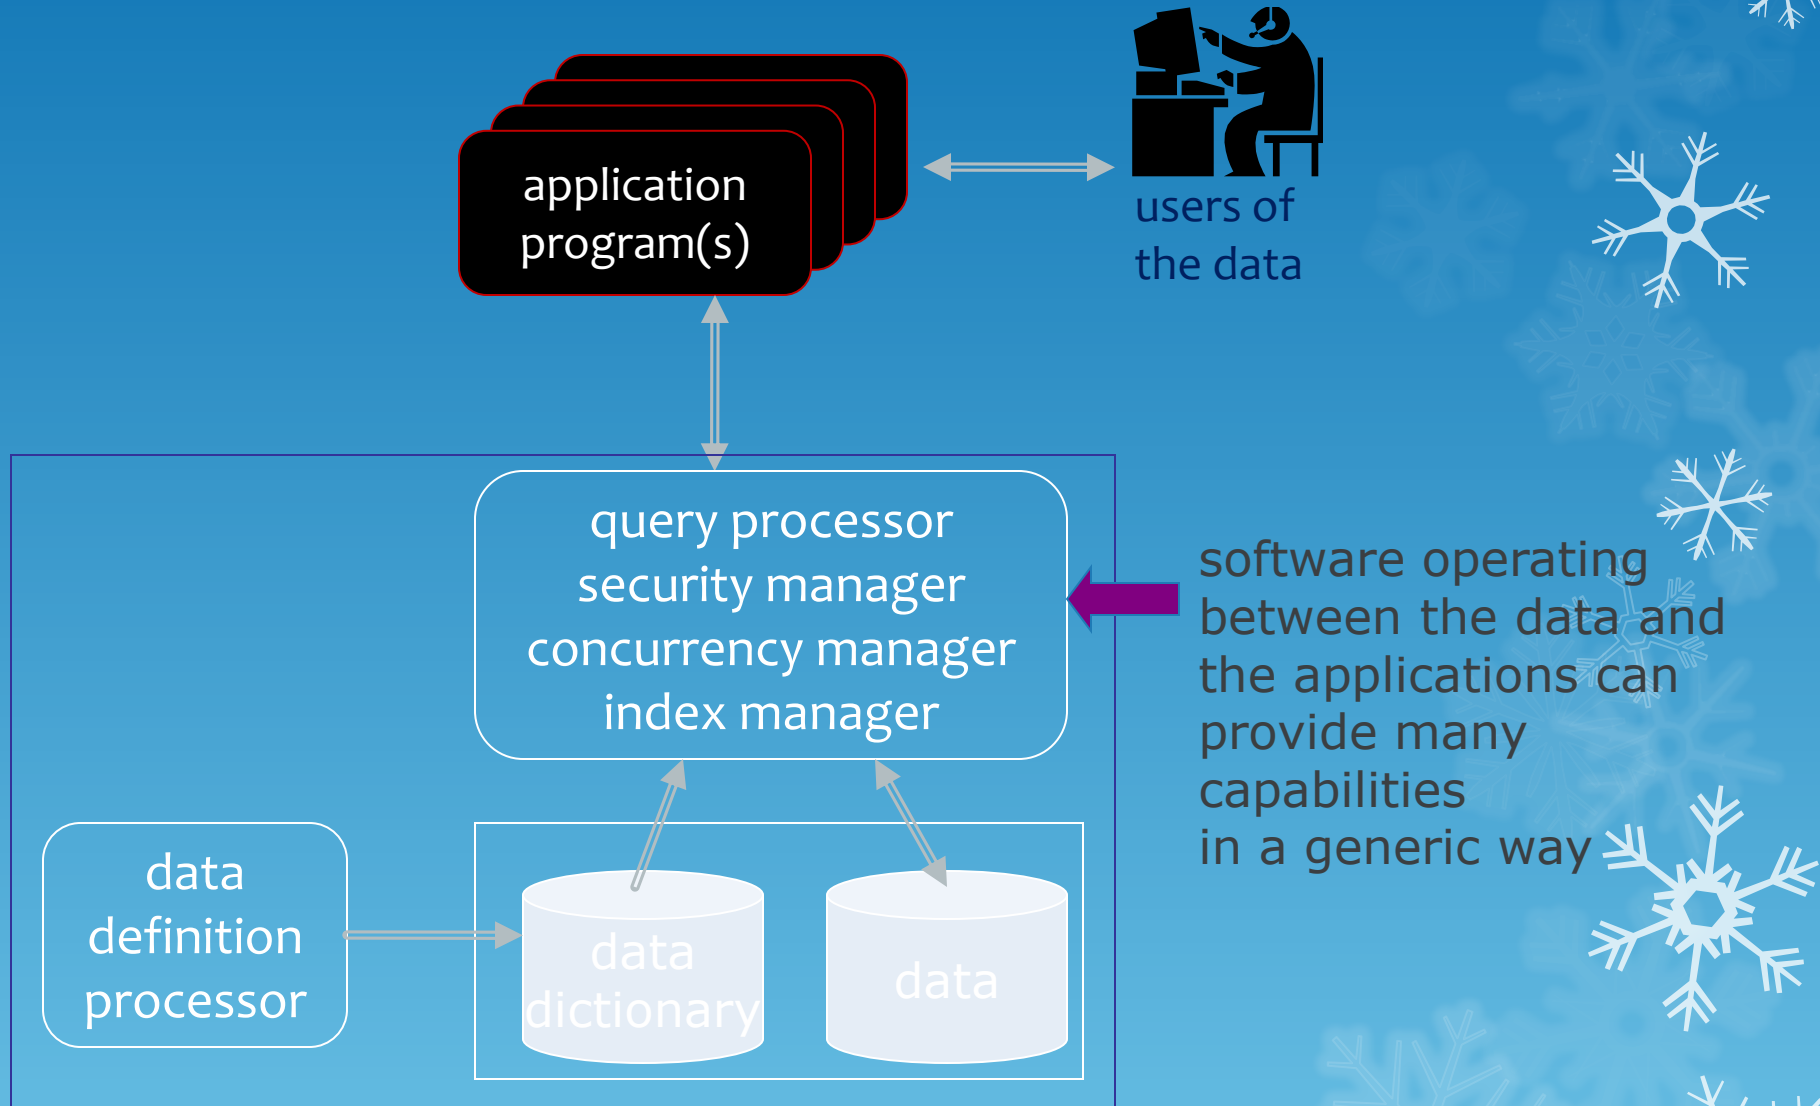 application
program(s)
users of
the data
query processor
security manager
concurrency manager
index manager
software operating
between the data and
the applications can
provide many
capabilities
in a generic way
data
definition
processor
data
dictionary
data